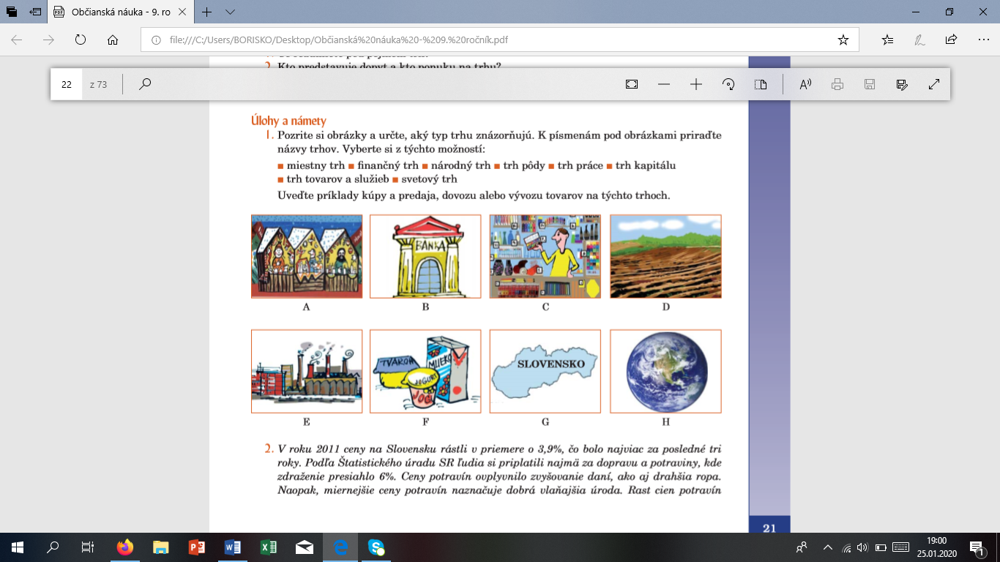 Občianská náuka - 9. ro
file:///C:/Users/BORISKO/Desktop/Občianská%20náuka%20-%209.%20ročník.pdf
2. Kto predstavuje dopyt a kto ponuku na trhu?
22 z 73
Úlohy a námety
1. Pozrite si obrázky a určte, aký typ trhu znázorňujú. K písmenám pod obrázkami priraďte
názvy trhov. Vyberte si z týchto možností:
■ miestny trh ■ finančný trh ■ národný trh ■ trh pôdy ■ trh práce ■ trh kapitálu
■ trh tovarov a služieb ■ svetový trh
Uveďte príklady kúpy a predaja, dovozu alebo vývozu tovarov na týchto trhoch.
BANKA
A B C D
TVAROH
MLIEKO
JOGURT
JOG
SLOVENSKO
E F G H
2. V roku 2011 ceny na Slovensku rástli v priemere o 3,9%, čo bolo najviac za posledné tri
roky. Podľa Štatistického úradu SR ľudia si priplatili najmä za dopravu a potraviny, kde
zdraženie presiahlo 6%. Ceny potravín ovplyvnilo zvyšovanie daní, ako aj drahšia ropa.
Naopak, miernejšie ceny potravín naznačuje dobrá vlaňajšia úroda. Rast cien potravín
21
19:00
25.01.2020
1